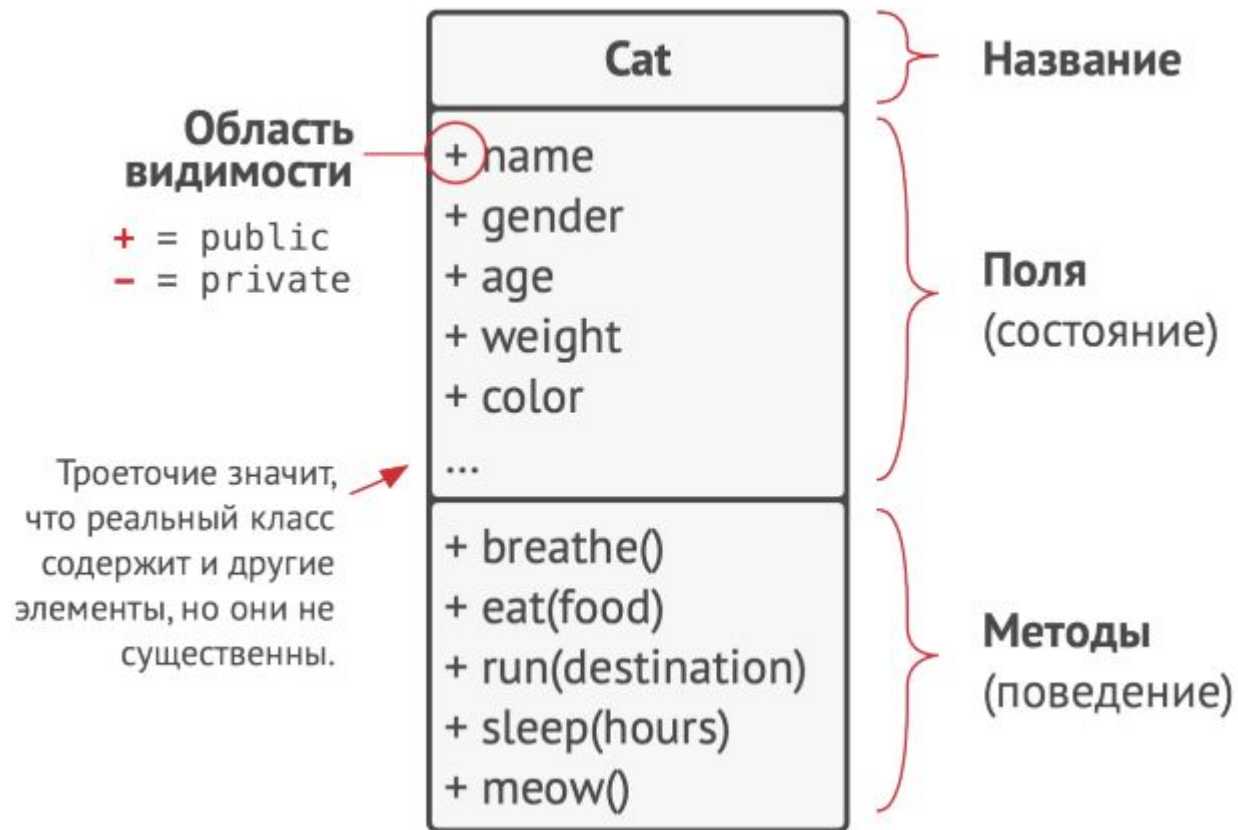 Cat
Название
Область
видимости
+ = public
– = private
+ name
+ gender
+ age
+ weight
+ color
...
Поля
(состояние)
Троеточие значит,
что реальный класс
содержит и другие
элементы, но они не
существенны.
+ breathe()
+ eat(food)
+ run(destination)
+ sleep(hours)
+ meow()
Методы
(поведение)